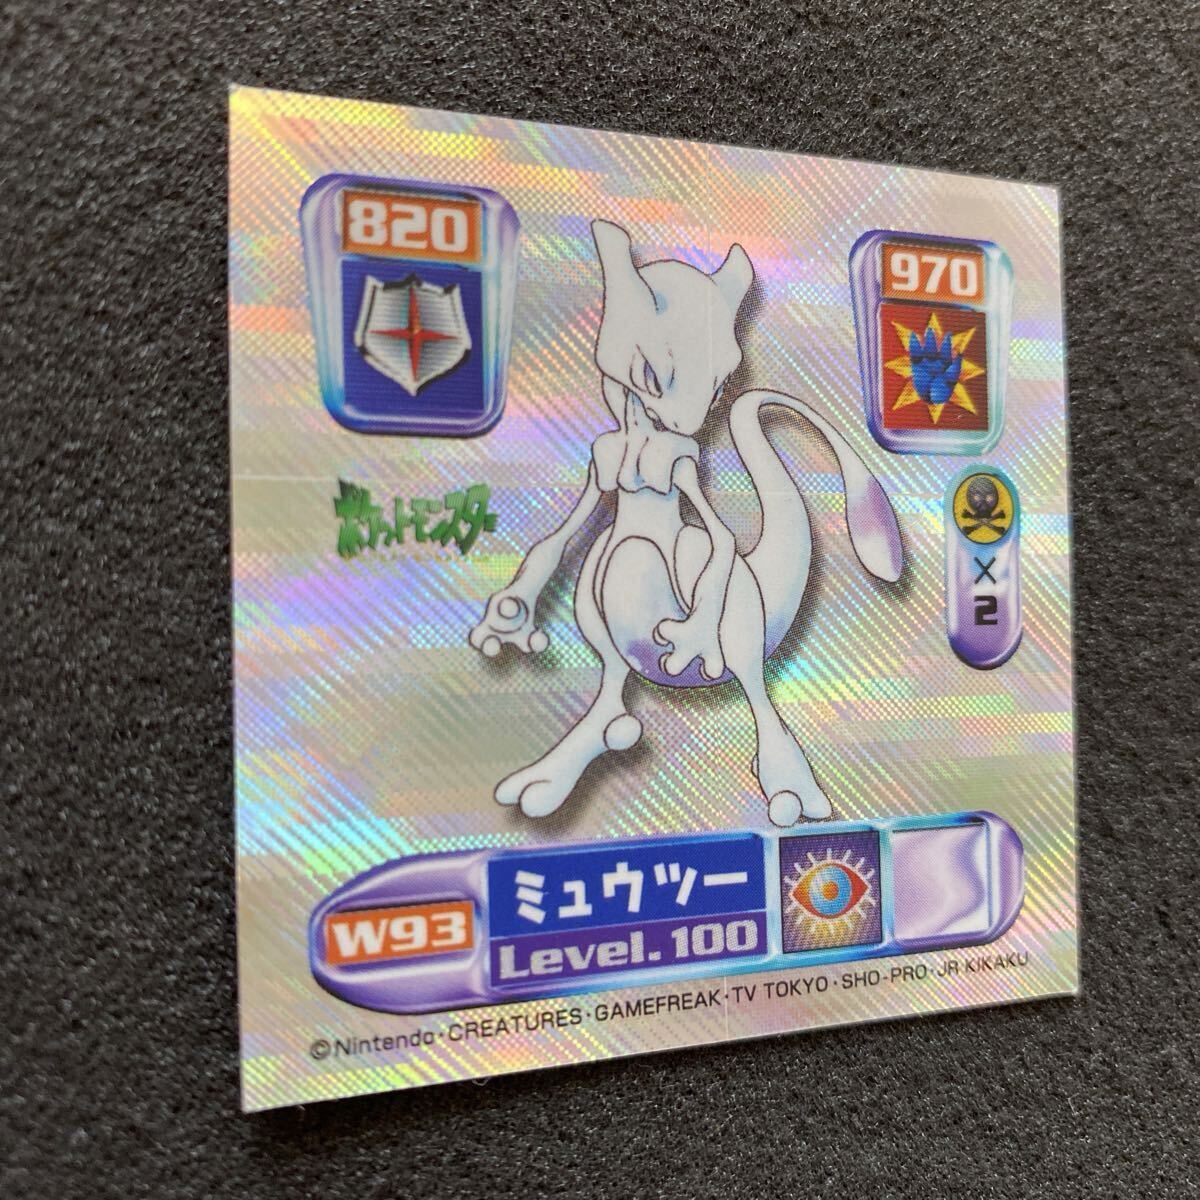 820
970
ポケットモンスター
×
2
W93
ミュウツー
Level.100
©Nintendo・CREATURES・GAMEFREAK・TV TOKYO・SHO-PRO・JR KIKAKU